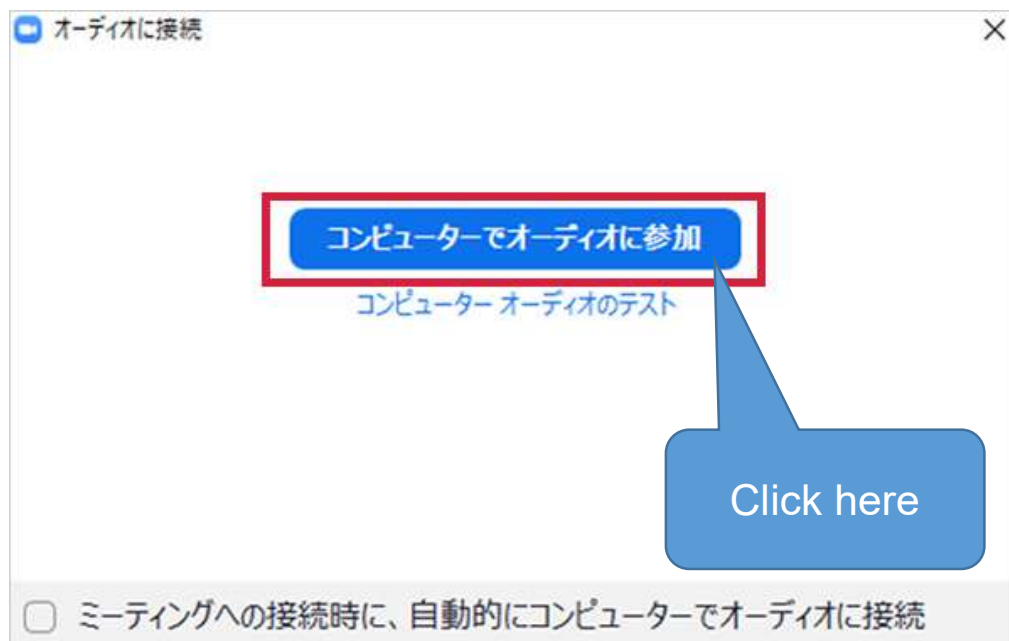 オーディオに接続
コンピューターでオーディオに参加
コンピューター オーディオのテスト
Click here
ミーティングへの接続時に、自動的にコンピューターでオーディオに接続